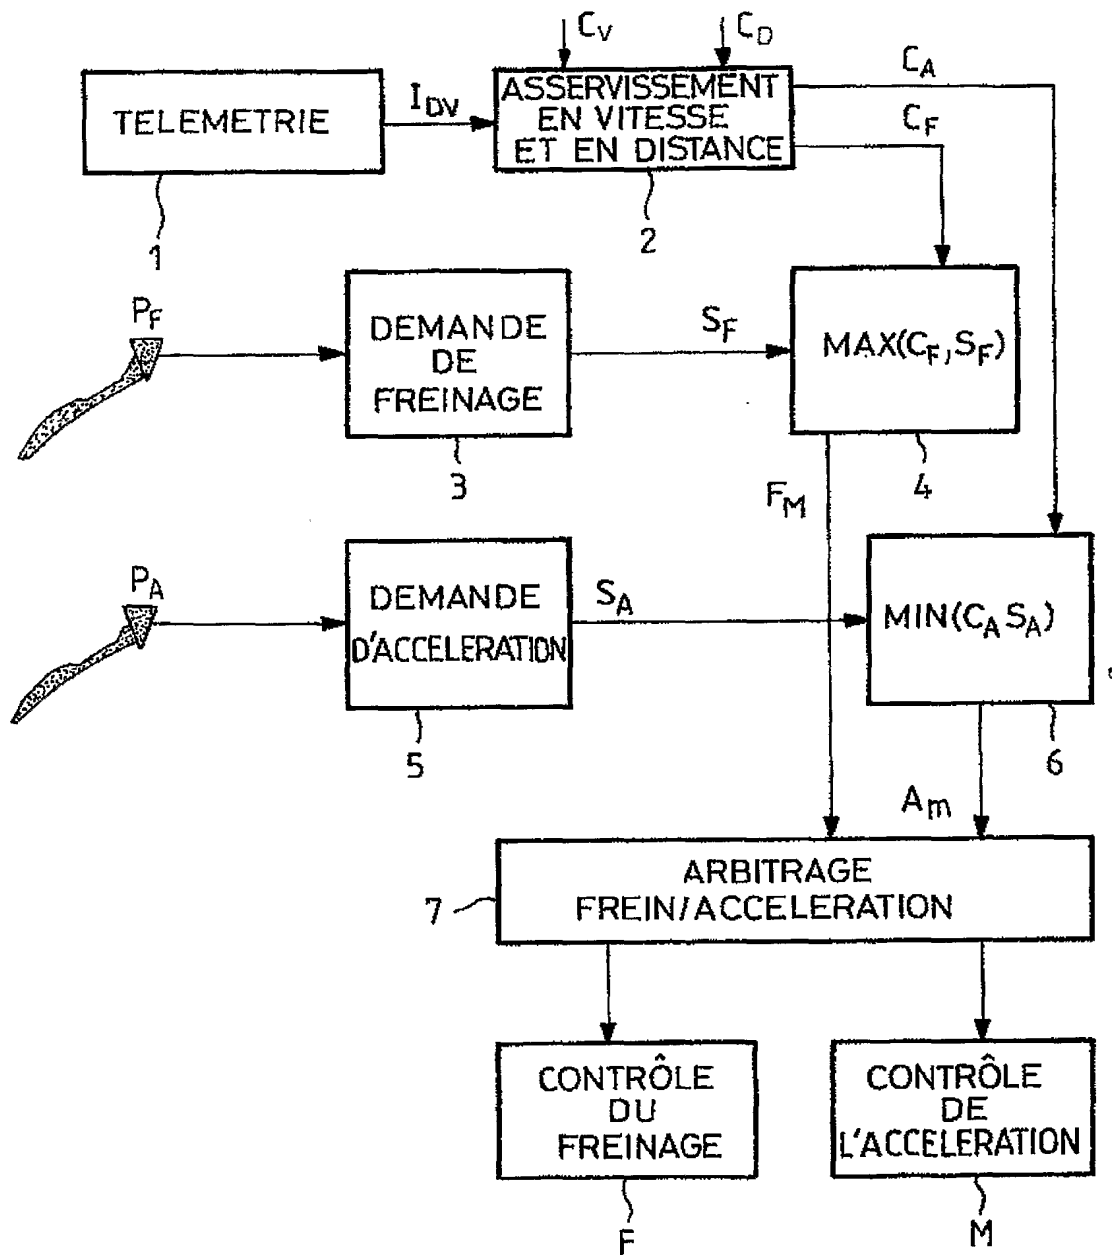 C_V
C_D
TELEMETRIE
I_DV
ASSERVISSEMENT
EN VITESSE
ET EN DISTANCE
C_A
C_F
1
2
P_F
DEMANDE
DE
FREINAGE
S_F
MAX(C_F,S_F)
3
4
F_M
P_A
DEMANDE
D'ACCELERATION
S_A
MIN(C_A S_A)
5
6
A_m
7
ARBITRAGE
FREIN/ACCELERATION
CONTRÔLE
DU
FREINAGE
CONTRÔLE
DE
L'ACCELERATION
F
M